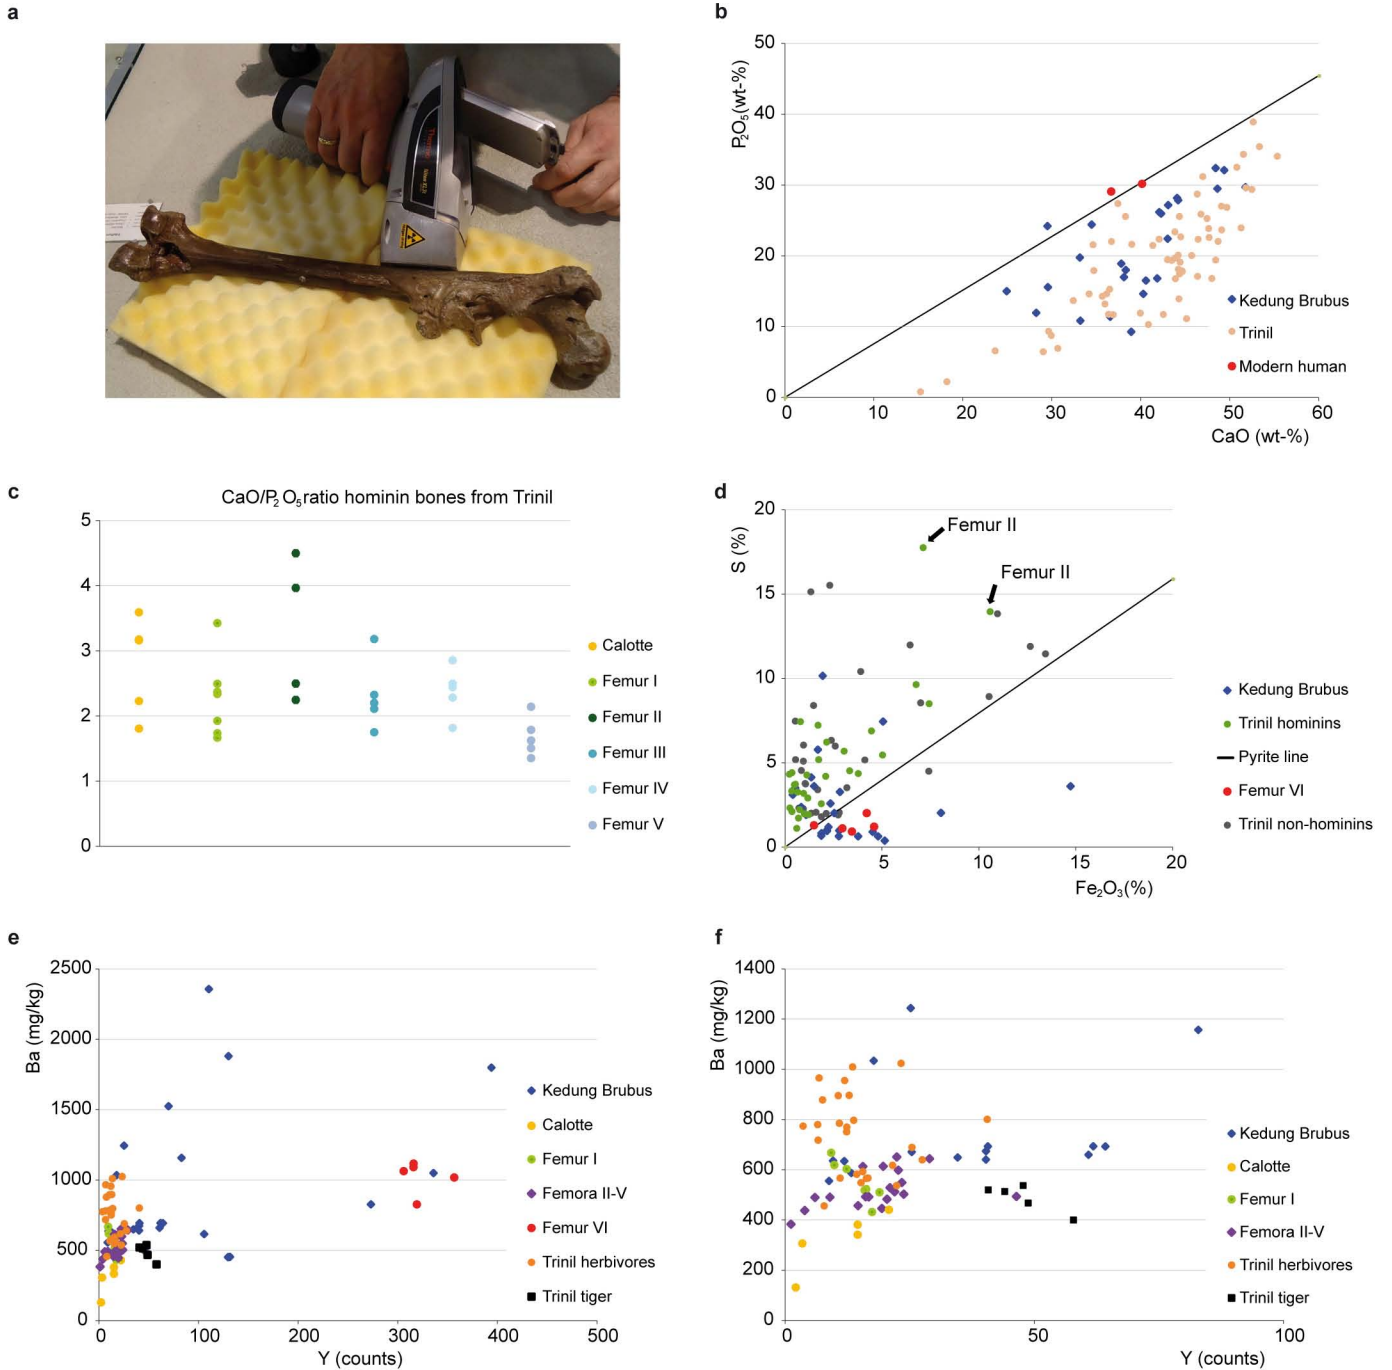 a
Thermo
b
P₂O₅(wt-%)
50
40
30
20
10
0
0 10 20 30 40 50 60
CaO (wt-%)
Kedung Brubus
Trinil
Modern human
c
CaO/P₂O₅ratio hominin bones from Trinil
5
4
3
2
1
0
Calotte
Femur I
Femur II
Femur III
Femur IV
Femur V
d
S (%)
20
15
10
5
0
0 5 10 15 20
Fe₂O₃(%)
Femur II
Femur II
Kedung Brubus
Trinil hominins
Pyrite line
Femur VI
Trinil non-hominins
e
Ba (mg/kg)
2500
2000
1500
1000
500
0
0 100 200 300 400 500
Y (counts)
Kedung Brubus
Calotte
Femur I
Femora II-V
Femur VI
Trinil herbivores
Trinil tiger
f
Ba (mg/kg)
1400
1200
1000
800
600
400
200
0
0 50 100
Y (counts)
Kedung Brubus
Calotte
Femur I
Femora II-V
Trinil herbivores
Trinil tiger